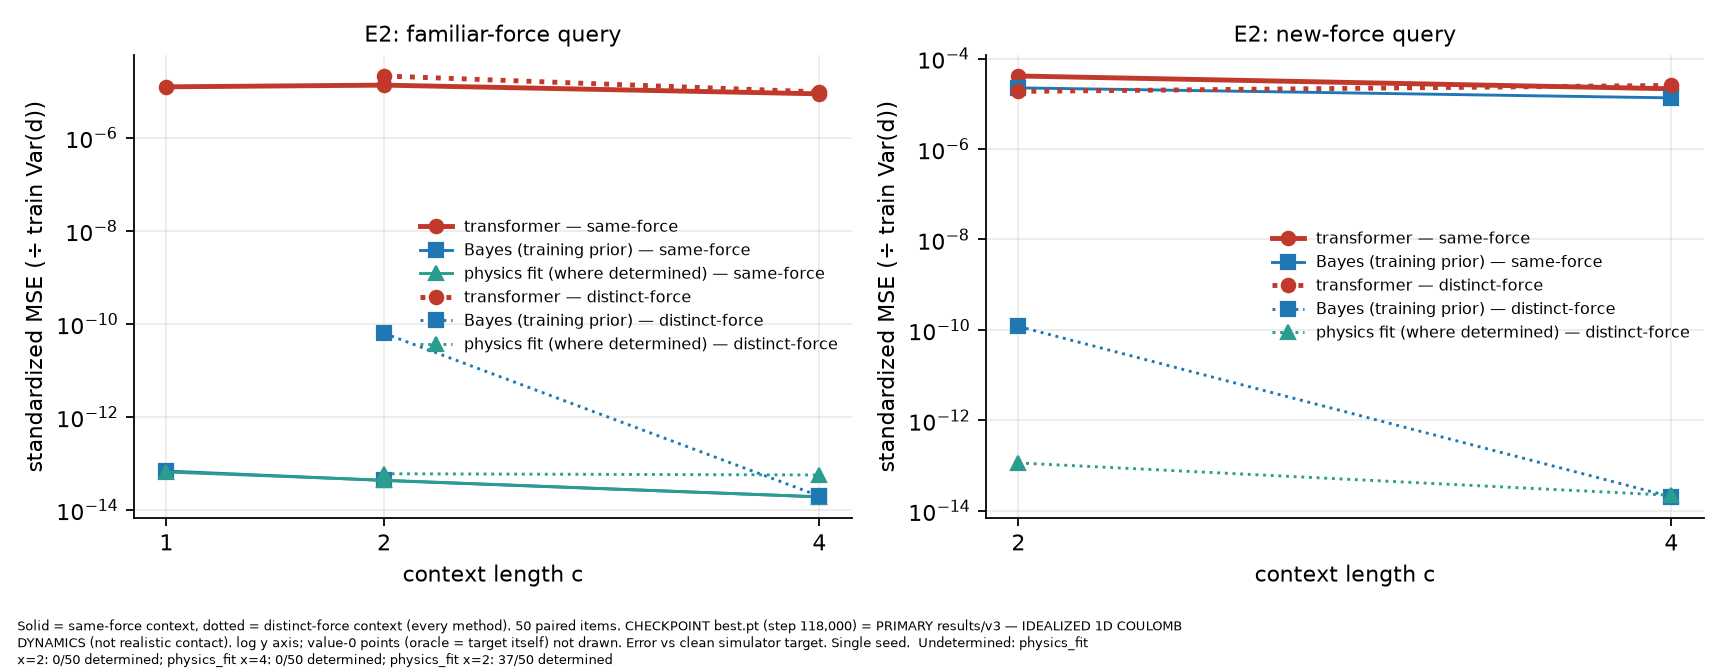 E2: familiar-force query
standardized MSE (÷ train Var(d))
10⁻⁶
10⁻⁸
10⁻¹⁰
10⁻¹²
10⁻¹⁴
transformer — same-force
Bayes (training prior) — same-force
physics fit (where determined) — same-force
transformer — distinct-force
Bayes (training prior) — distinct-force
physics fit (where determined) — distinct-force
1
2
4
context length c
E2: new-force query
standardized MSE (÷ train Var(d))
10⁻⁴
10⁻⁶
10⁻⁸
10⁻¹⁰
10⁻¹²
10⁻¹⁴
transformer — same-force
Bayes (training prior) — same-force
transformer — distinct-force
Bayes (training prior) — distinct-force
physics fit (where determined) — distinct-force
2
4
context length c
Solid = same-force context, dotted = distinct-force context (every method). 50 paired items. CHECKPOINT best.pt (step 118,000) = PRIMARY results/v3 — IDEALIZED 1D COULOMB
DYNAMICS (not realistic contact). log y axis; value-0 points (oracle = target itself) not drawn. Error vs clean simulator target. Single seed.  Undetermined: physics_fit
x=2: 0/50 determined; physics_fit x=4: 0/50 determined; physics_fit x=2: 37/50 determined